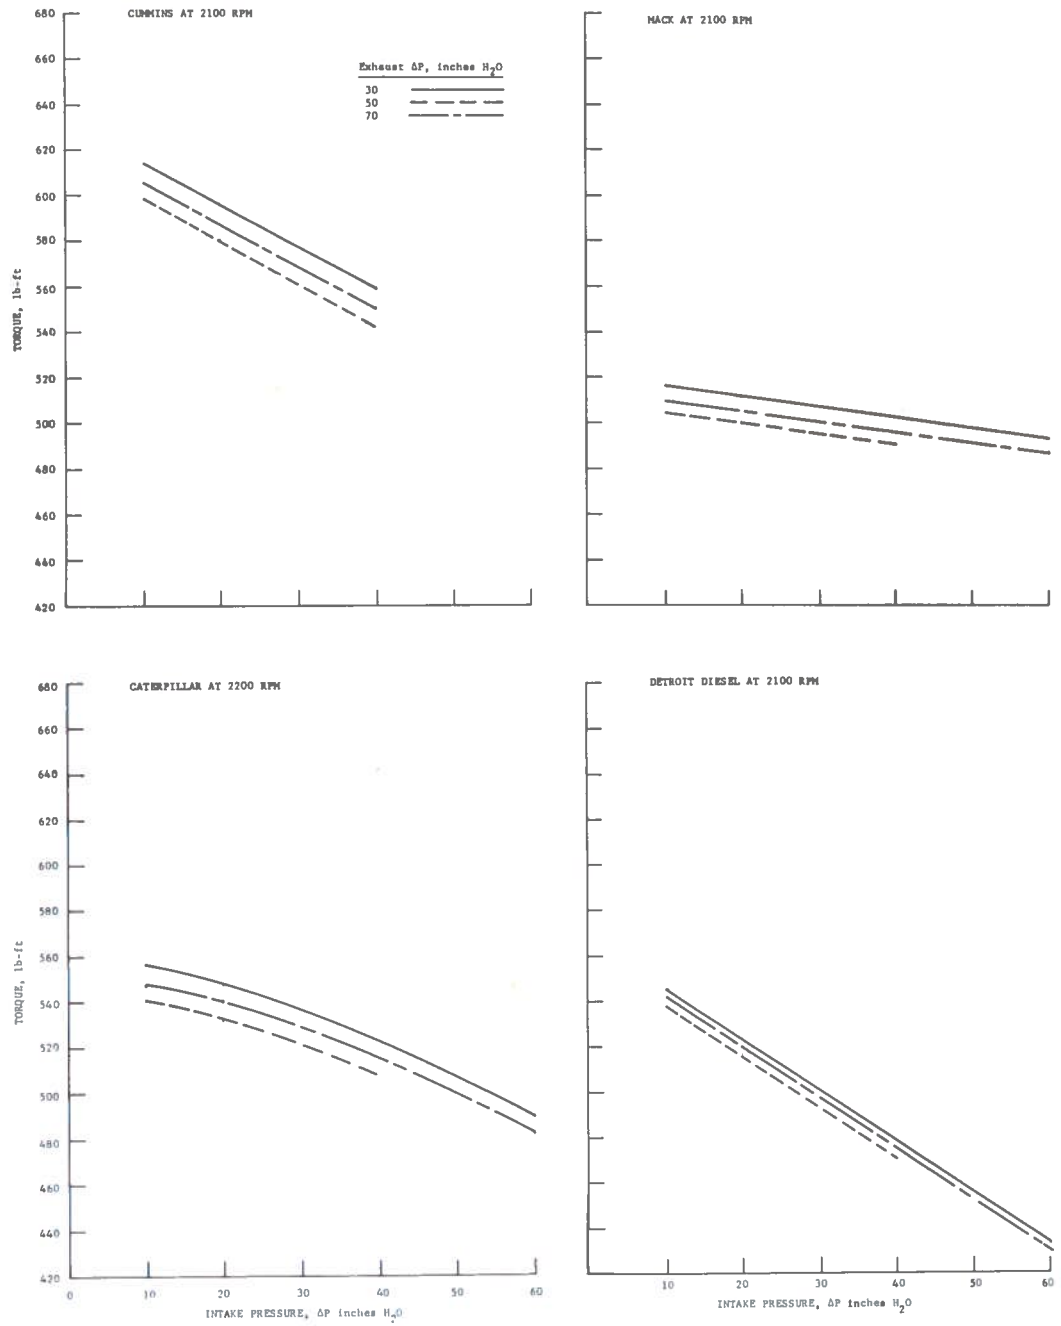 CUMMINS AT 2100 RPM
Exhaust ΔP, inches H2O
30
50
70
TORQUE, lb-ft
680
660
640
620
600
580
560
540
520
500
480
460
440
420
MACK AT 2100 RPM
CATERPILLAR AT 2200 RPM
TORQUE, lb-ft
680
660
640
620
600
580
560
540
520
500
480
460
440
420
0 10 20 30 40 50 60
INTAKE PRESSURE, ΔP inches H2O
DETROIT DIESEL AT 2100 RPM
10 20 30 40 50 60
INTAKE PRESSURE, ΔP inches H2O